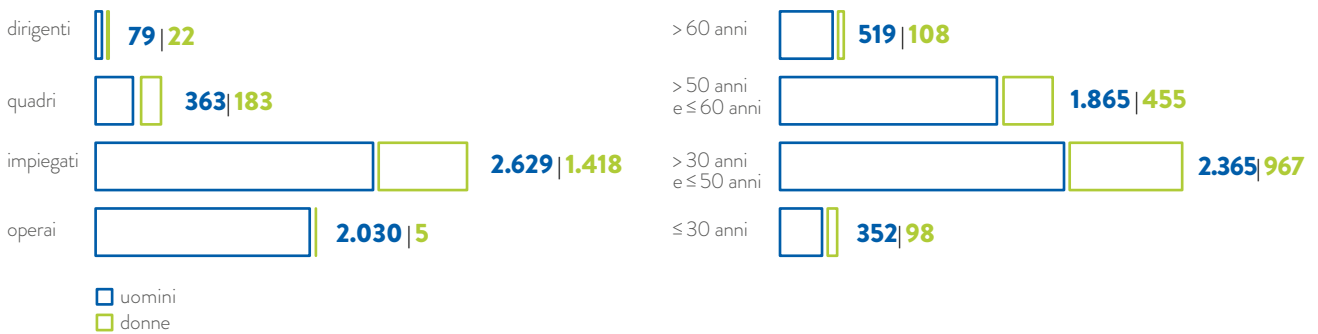 dirigenti 79 | 22
quadri 363 | 183
impiegati 2.629 | 1.418
operai 2.030 | 5
uomini
donne
> 60 anni 519 | 108
> 50 anni
e ≤ 60 anni 1.865 | 455
> 30 anni
e ≤ 50 anni 2.365 | 967
≤ 30 anni 352 | 98